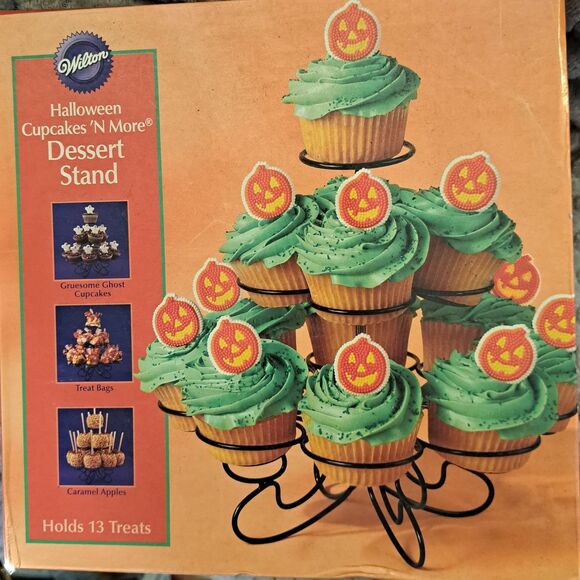 Wilton
Halloween
Cupcakes 'N More®
Dessert
Stand
Gruesome Ghost
Cupcakes
Treat Bags
Caramel Apples
Holds 13 Treats